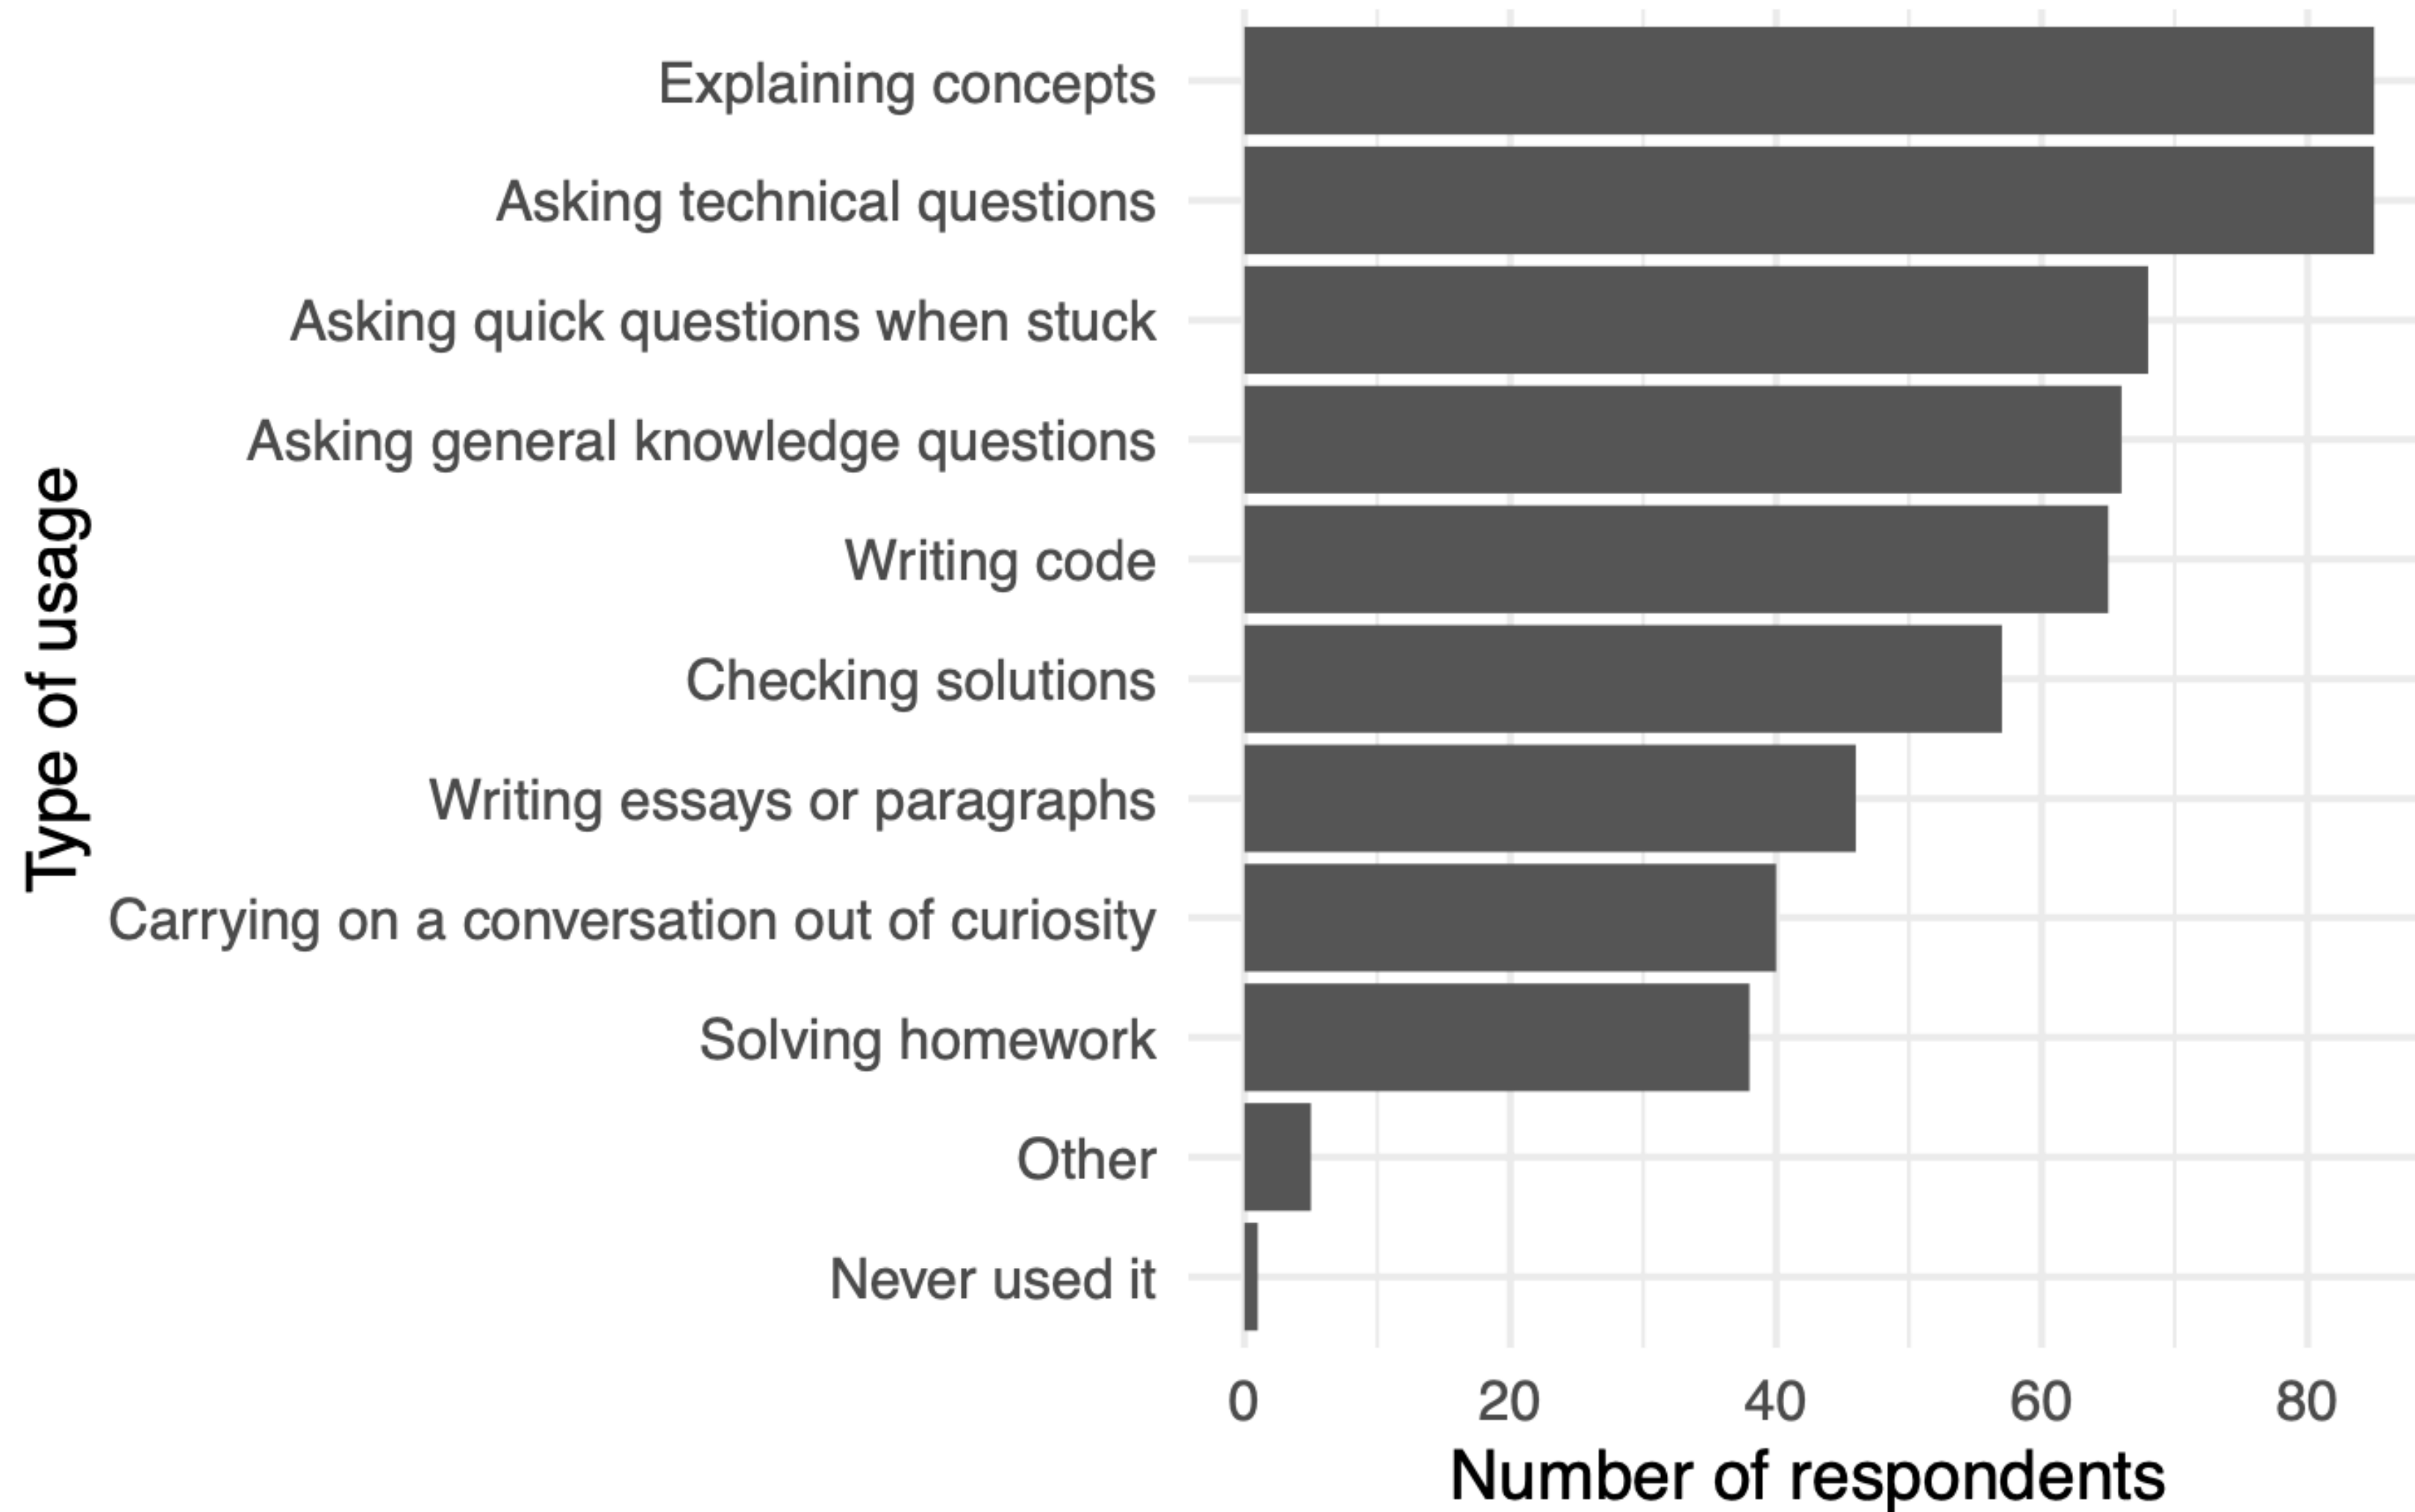 Explaining concepts
Asking technical questions
Asking quick questions when stuck
Asking general knowledge questions
Writing code
Checking solutions
Writing essays or paragraphs
Carrying on a conversation out of curiosity
Solving homework
Other
Never used it
Type of usage
0 20 40 60 80
Number of respondents